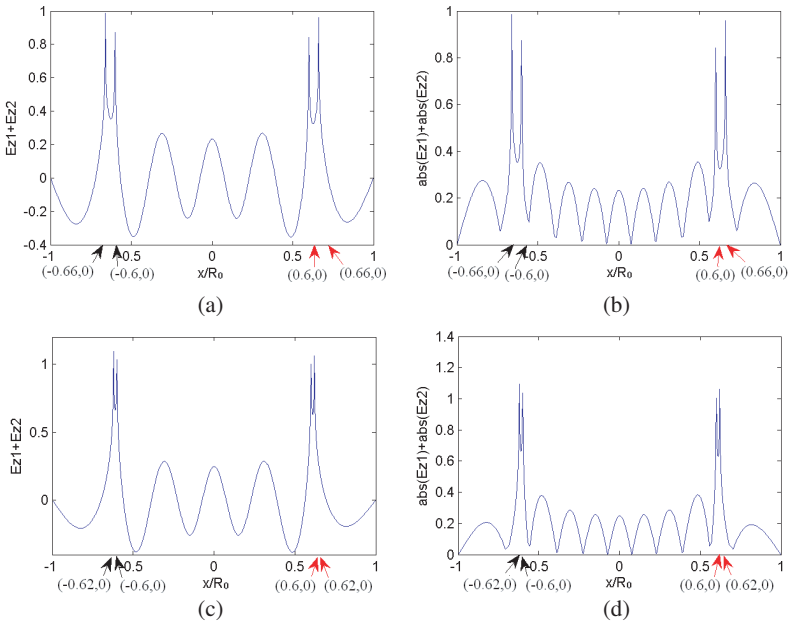 1
0.8
0.6
0.4
0.2
0
-0.2
-0.4
Ez1+Ez2
-1 -0.5 0 0.5 1
x/R0
(-0.66,0) (-0.6,0) (0.6,0) (0.66,0)
(a)
1
0.8
0.6
0.4
0.2
0
abs(Ez1)+abs(Ez2)
-1 -0.5 0 0.5 1
x/R0
(-0.66,0) (-0.6,0) (0.6,0) (0.66,0)
(b)
1
0.5
0
Ez1+Ez2
-1 -0.5 0 0.5 1
x/R0
(-0.62,0) (-0.6,0) (0.6,0) (0.62,0)
(c)
1.4
1.2
1
0.8
0.6
0.4
0.2
0
abs(Ez1)+abs(Ez2)
-1 -0.5 0 0.5 1
x/R0
(-0.62,0) (-0.6,0) (0.6,0) (0.62,0)
(d)